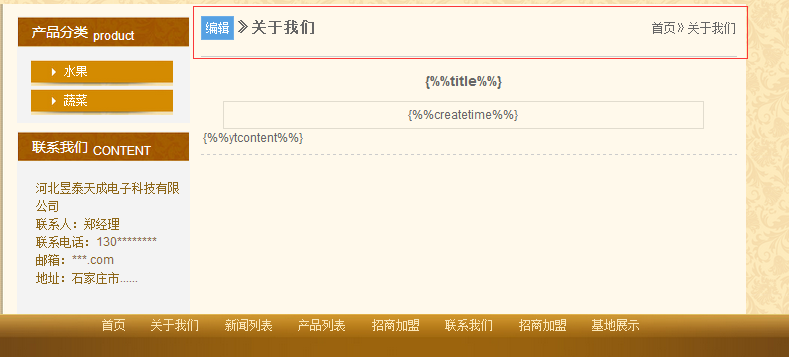 产品分类 product
水果
蔬菜
联系我们 CONTENT
河北昱泰天成电子科技有限
公司
联系人：郑经理
联系电话：130********
邮箱：***.com
地址：石家庄市......
编辑 》关于我们
首页》关于我们
{%%title%%}
{%%createtime%%}
{%%ytcontent%%}
首页 关于我们 新闻列表 产品列表 招商加盟 联系我们 招商加盟 基地展示